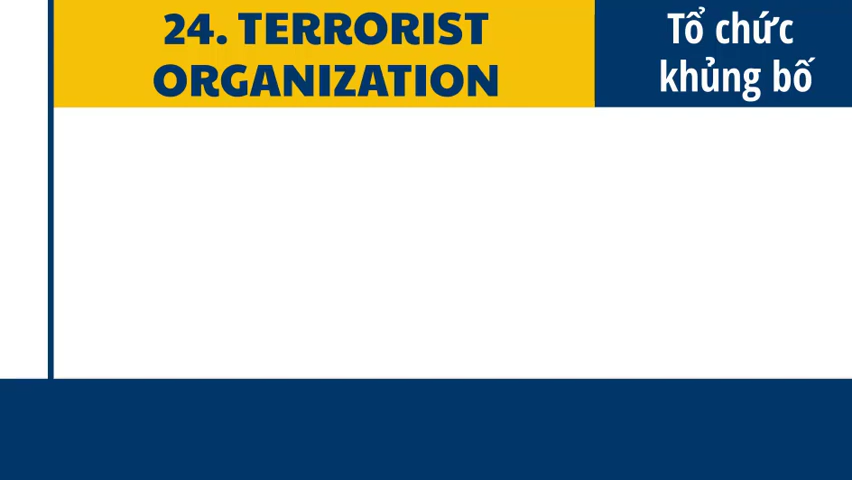 24. TERRORIST
ORGANIZATION
Tổ chức
khủng bố